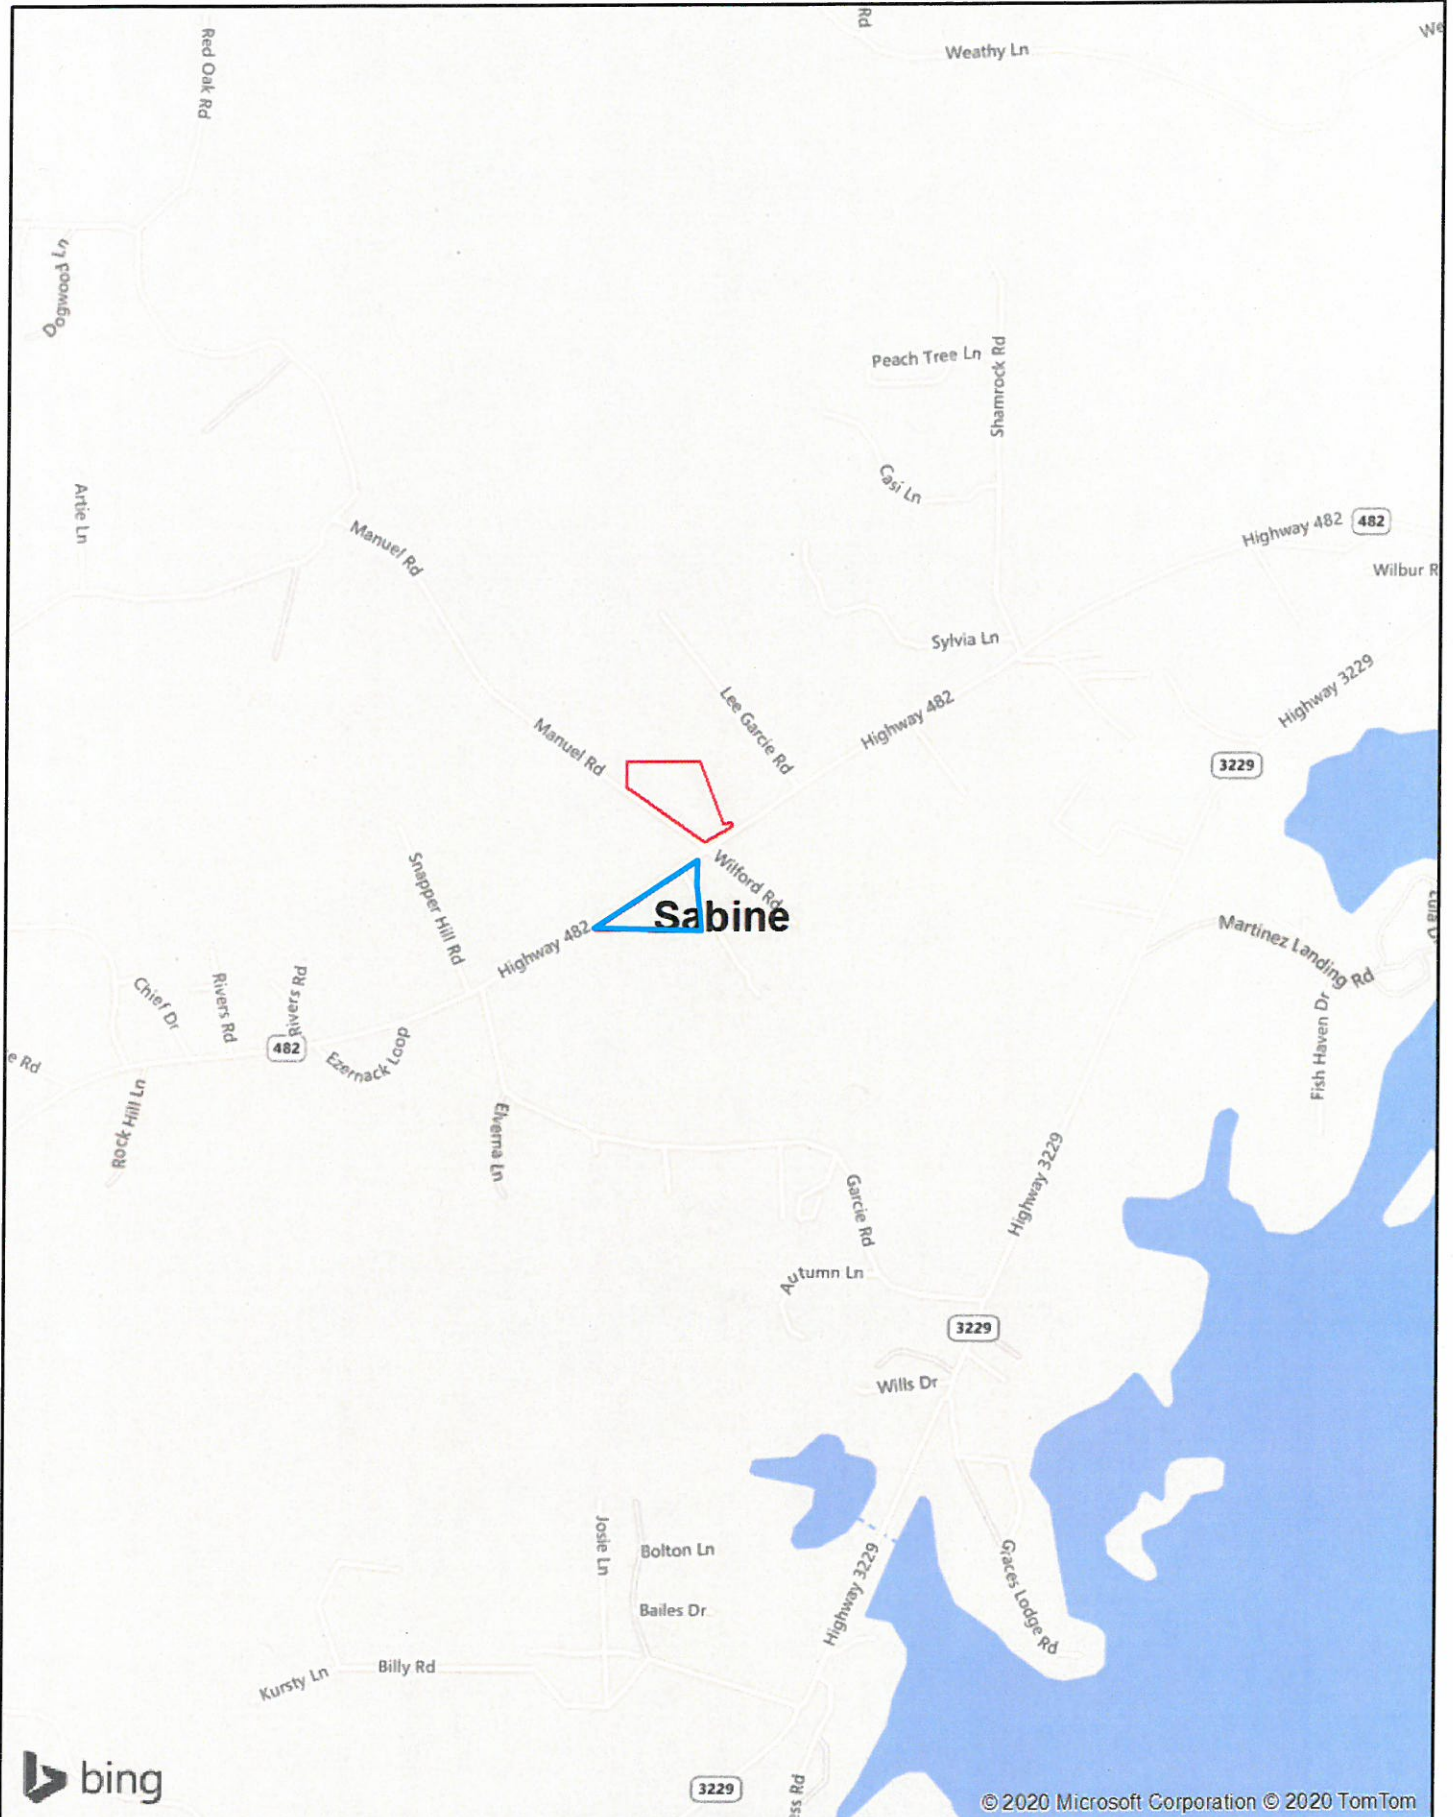 Rd
Weathy Ln
We
Red Oak Rd
Dogwood Ln
Peach Tree Ln
Shamrock Rd
Casi Ln
Artie Ln
Manuel Rd
Highway 482
482
Wilbur R
Sylvia Ln
Highway 3229
Lee Garcie Rd
Highway 482
Manuel Rd
3229
Wilford Rd
Snapper Hill Rd
Sabine
Highway 482
Martinez Landing Rd
Chief Dr
Rivers Rd
Rivers Rd
Fish Haven Dr
482
Ezernack Loop
e Rd
Rock Hill Ln
Elverna Ln
Highway 3229
Garcie Rd
Autumn Ln
3229
Wills Dr
Josie Ln
Bolton Ln
Highway 3229
Graces Lodge Rd
Bailes Dr
Billy Rd
Kursty Ln
bing
3229
ss Rd
© 2020 Microsoft Corporation © 2020 TomTom